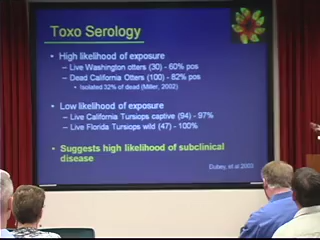 Toxo Serology
• High likelihood of exposure
– Live Washington otters (30) - 60% pos
– Dead California Otters (100) - 82% pos
• Isolated 32% of dead (Miller, 2002)
• Low likelihood of exposure
– Live California Tursiops captive (94) - 97%
– Live Florida Tursiops wild (47) - 100%
• Suggests high likelihood of subclinical
disease
Dubey, et al 2003